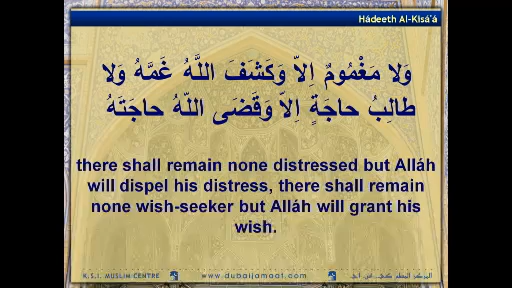 Hádeeth Al-Kisá'á
وَلا مَغْمُومٌ اِلاّ وَكَشَفَ اللَّهُ غَمَّهُ وَلا
طالِبُ حاجَةٍ اِلاّ وَقَضَى اللّهُ حاجَتَهُ
there shall remain none distressed but Alláh
will dispel his distress, there shall remain
none wish-seeker but Alláh will grant his
wish.
K.S.I. MUSLIM CENTRE
www.dubaijamaat.com